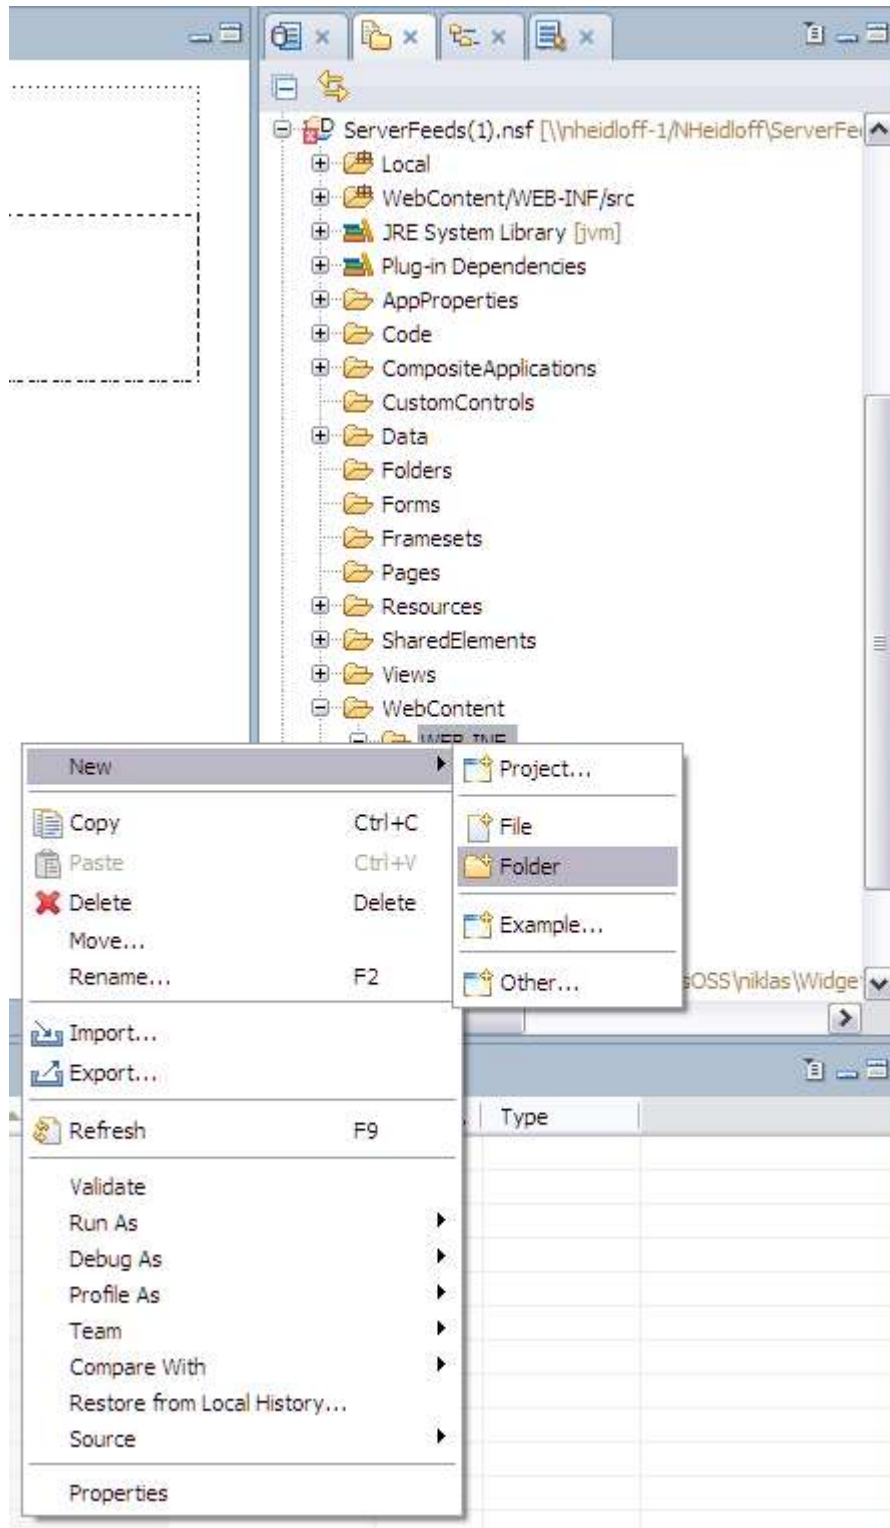 ServerFeeds(1).nsf [\\nheidloff-1/NHeidloff\ServerFe
Local
WebContent/WEB-INF/src
JRE System Library [jvm]
Plug-in Dependencies
AppProperties
Code
CompositeApplications
CustomControls
Data
Folders
Forms
Framesets
Pages
Resources
SharedElements
Views
WebContent
WEB-INF
New
Project...
Copy Ctrl+C
File
Paste Ctrl+V
Folder
Delete Delete
Example...
Move...
Rename... F2
Other...
sOSS\niklas\Widge
Import...
Export...
Refresh F9
Type
Validate
Run As
Debug As
Profile As
Team
Compare With
Restore from Local History...
Source
Properties